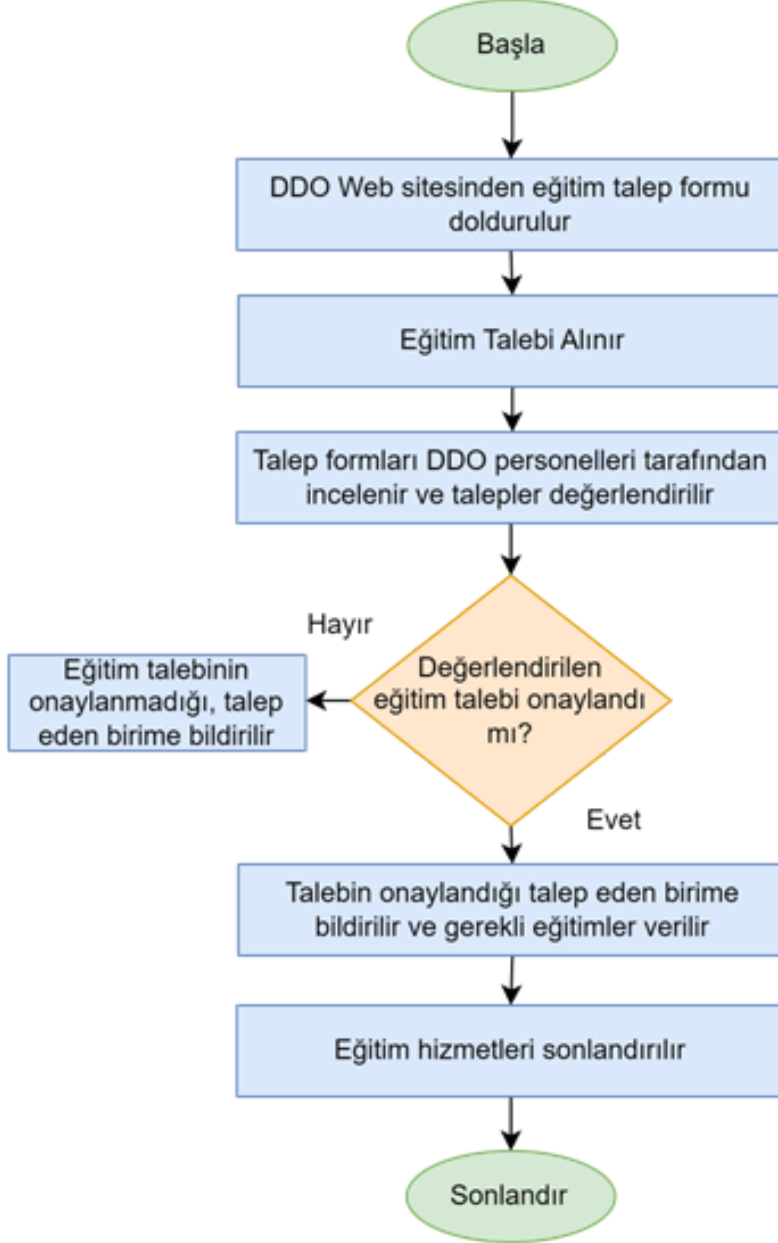 Başla
DDO Web sitesinden eğitim talep formu
doldurulur
Eğitim Talebi Alınır
Talep formları DDO personelleri tarafından
incelenir ve talepler değerlendirilir
Hayır
Değerlendirilen
eğitim talebi onaylandı
mı?
Eğitim talebinin
onaylanmadığı, talep
eden birime bildirilir
Evet
Talebin onaylandığı talep eden birime
bildirilir ve gerekli eğitimler verilir
Eğitim hizmetleri sonlandırılır
Sonlandır